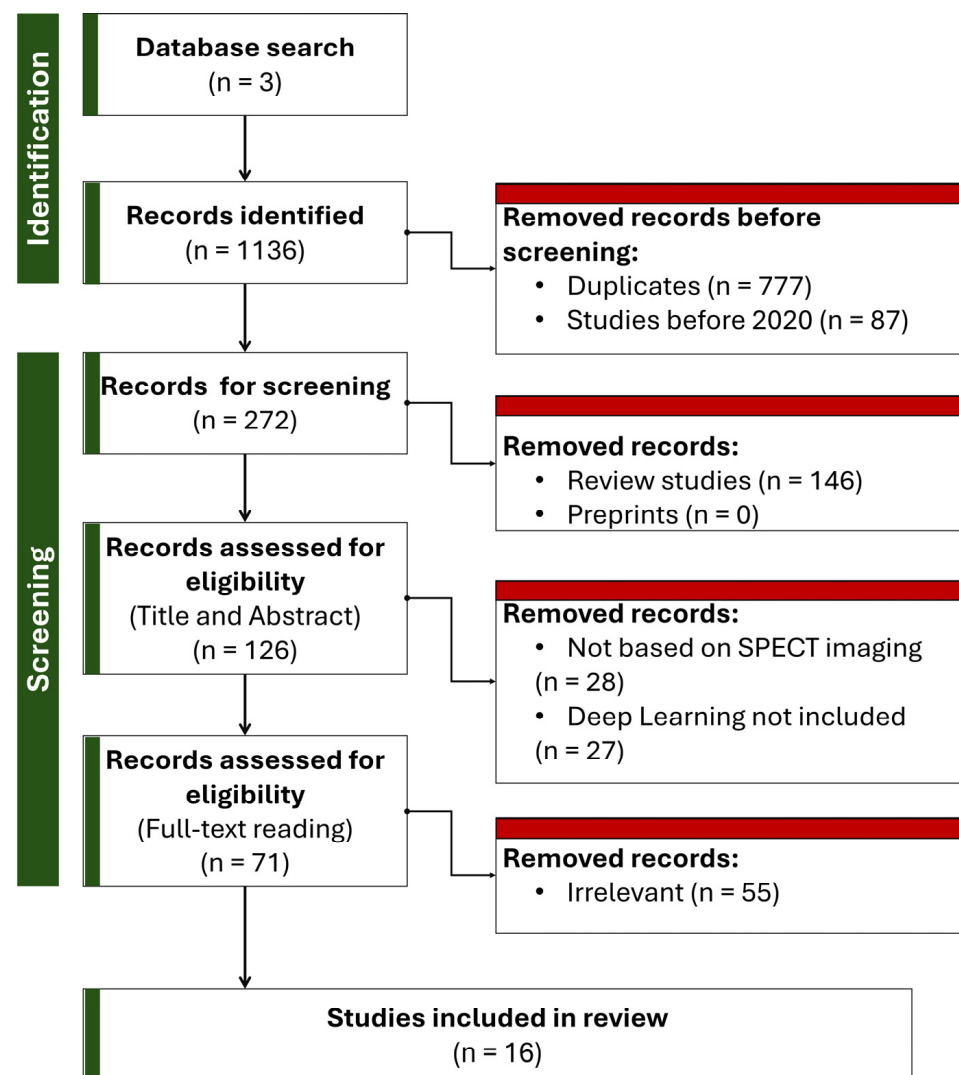 Identification
Database search
(n = 3)
Records identified
(n = 1136)
Removed records before
screening:
• Duplicates (n = 777)
• Studies before 2020 (n = 87)
Screening
Records for screening
(n = 272)
Removed records:
• Review studies (n = 146)
• Preprints (n = 0)
Records assessed for
eligibility
(Title and Abstract)
(n = 126)
Removed records:
• Not based on SPECT imaging
(n = 28)
• Deep Learning not included
(n = 27)
Records assessed for
eligibility
(Full-text reading)
(n = 71)
Removed records:
• Irrelevant (n = 55)
Studies included in review
(n = 16)